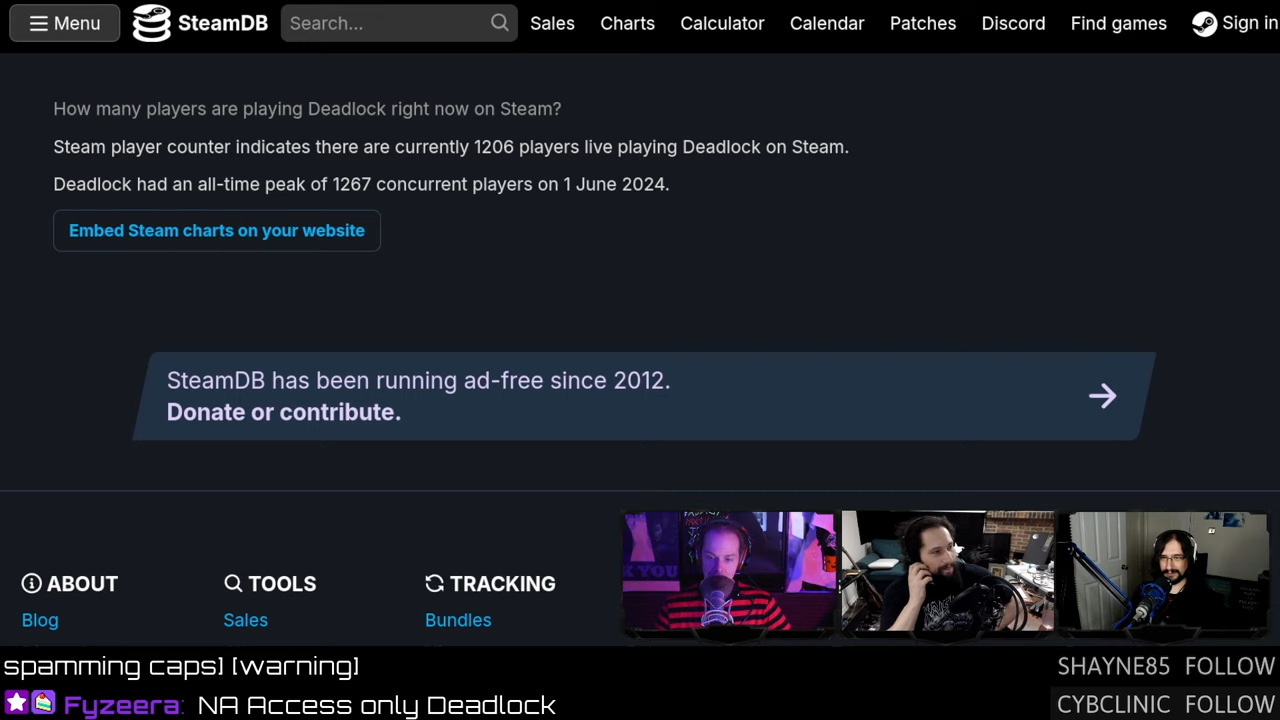 Menu SteamDB Search... Sales Charts Calculator Calendar Patches Discord Find games Sign in
How many players are playing Deadlock right now on Steam?
Steam player counter indicates there are currently 1206 players live playing Deadlock on Steam.
Deadlock had an all-time peak of 1267 concurrent players on 1 June 2024.
Embed Steam charts on your website
SteamDB has been running ad-free since 2012.
Donate or contribute.
ABOUT TOOLS TRACKING
Blog Sales Bundles
spamming caps] [warning]
SHAYNE85 FOLLOW
Fyzeera: NA Access only Deadlock
CYBCLINIC FOLLOW